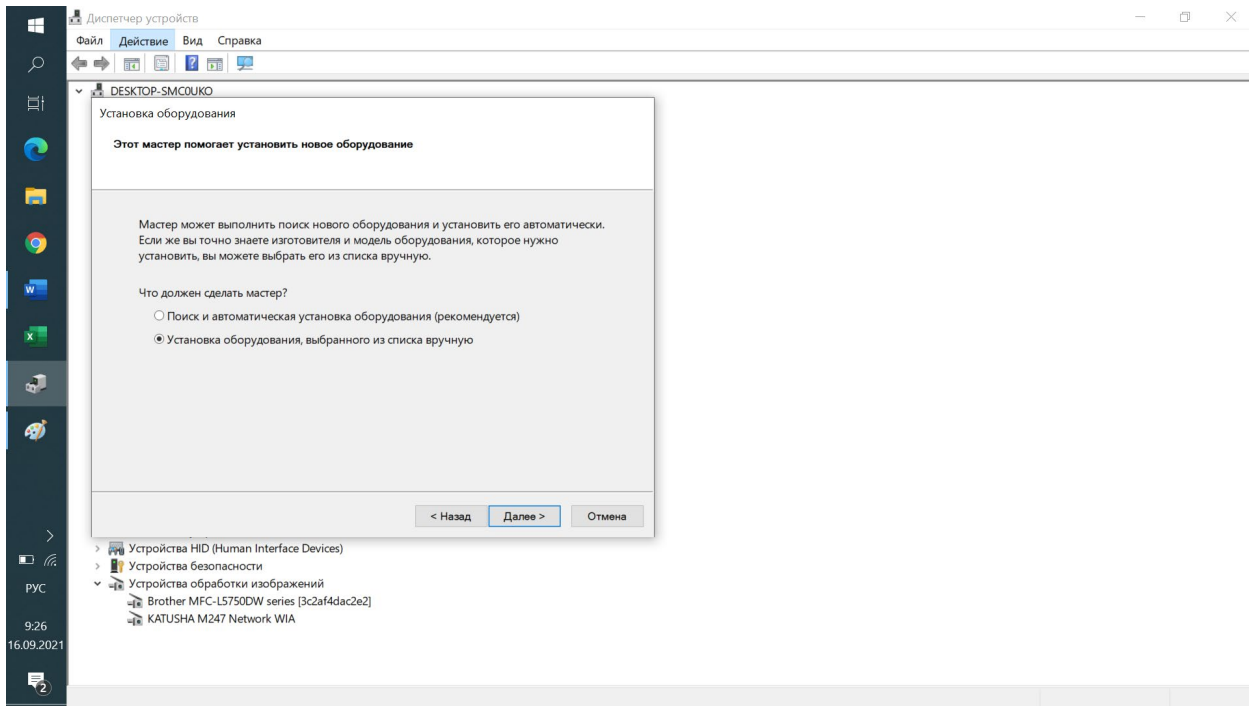 Диспетчер устройств
Файл Действие Вид Справка
DESKTOP-SMC0UKO
Установка оборудования
Этот мастер помогает установить новое оборудование
Мастер может выполнить поиск нового оборудования и установить его автоматически.
Если же вы точно знаете изготовителя и модель оборудования, которое нужно
установить, вы можете выбрать его из списка вручную.
Что должен сделать мастер?
Поиск и автоматическая установка оборудования (рекомендуется)
Установка оборудования, выбранного из списка вручную
< Назад Далее > Отмена
Устройства HID (Human Interface Devices)
Устройства безопасности
Устройства обработки изображений
Brother MFC-L5750DW series [3c2af4dac2e2]
KATUSHA M247 Network WIA
РУС
9:26
16.09.2021
2